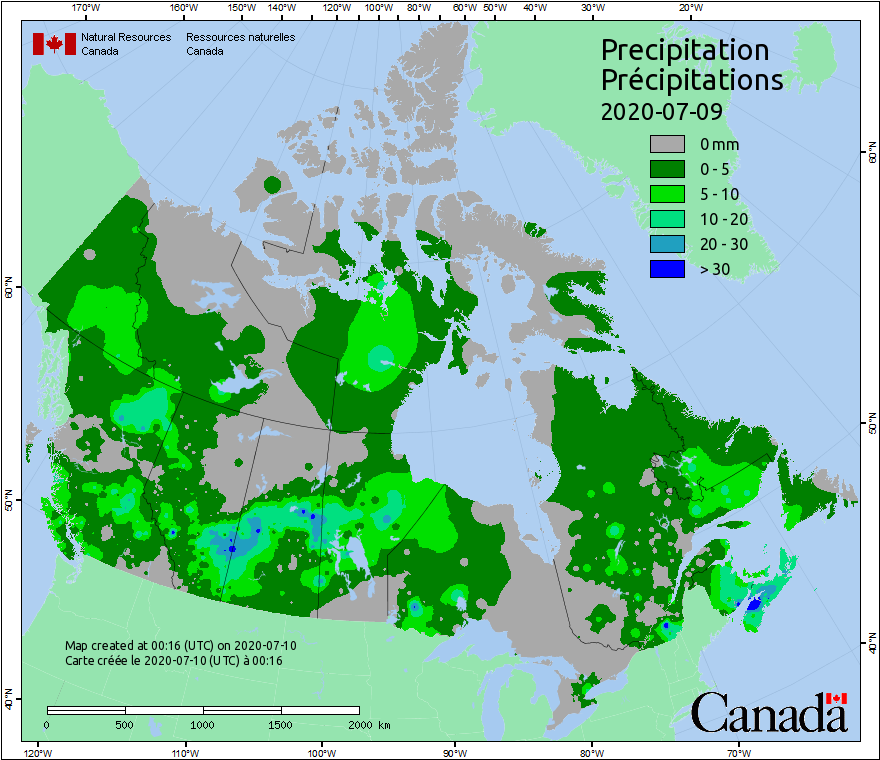 170°W 160°W 150°W 140°W 130°W 120°W 110°W 100°W 90°W 80°W 60°W 50°W 40°W 30°W 20°W
Natural Resources Ressources naturelles
Canada Canada
Precipitation
Précipitations
2020-07-09
0 mm
0 - 5
5 - 10
10 - 20
20 - 30
> 30
60°N
60°N
50°N
50°N
40°N
40°N
Map created at 00:16 (UTC) on 2020-07-10
Carte créée le 2020-07-10 (UTC) à 00:16
0 500 1000 1500 2000 km
Canada
120°W 110°W 100°W 90°W 80°W 70°W